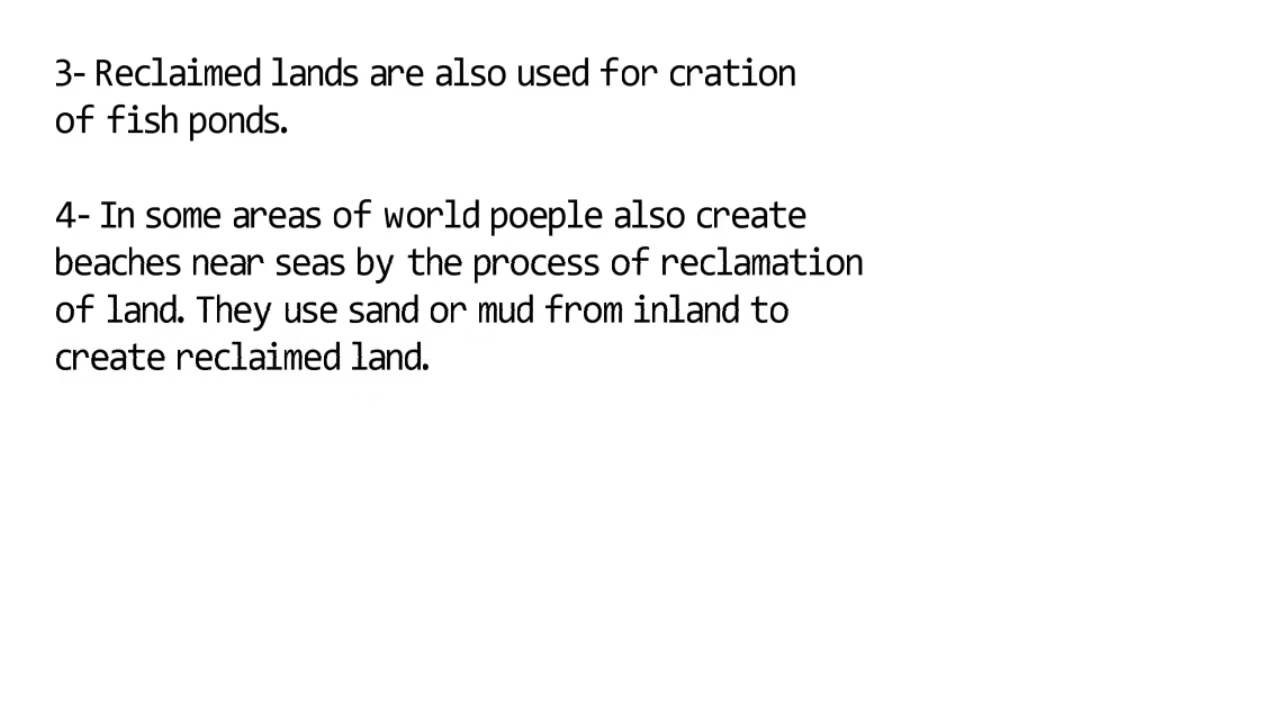 3- Reclaimed lands are also used for cration
of fish ponds.
4- In some areas of world poeple also create
beaches near seas by the process of reclamation
of land. They use sand or mud from inland to
create reclaimed land.